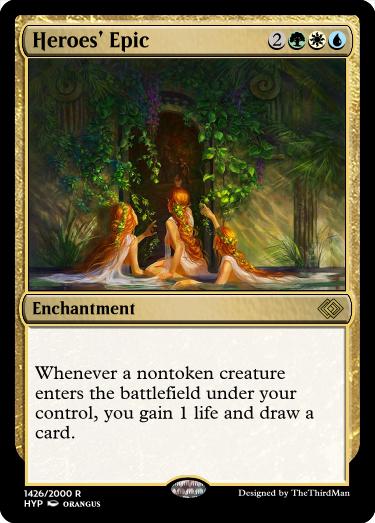 Heroes' Epic
2
Enchantment
Whenever a nontoken creature
enters the battlefield under your
control, you gain 1 life and draw a
card.
1426/2000 R
HYP ORANGUS
Designed by TheThirdMan